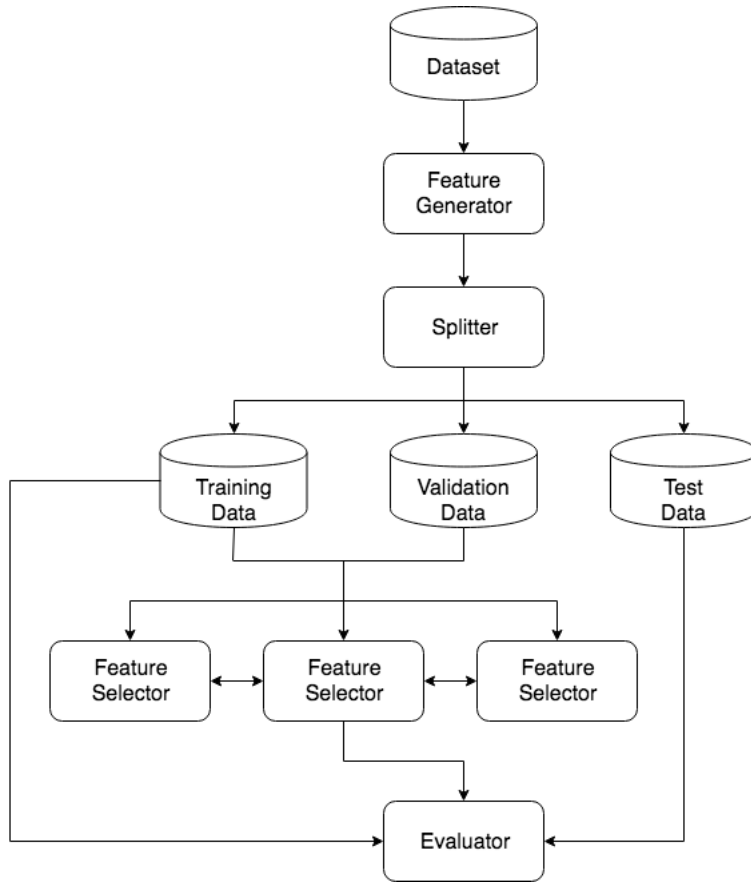 Dataset
Feature
Generator
Splitter
Training
Data
Validation
Data
Test
Data
Feature
Selector
Feature
Selector
Feature
Selector
Evaluator